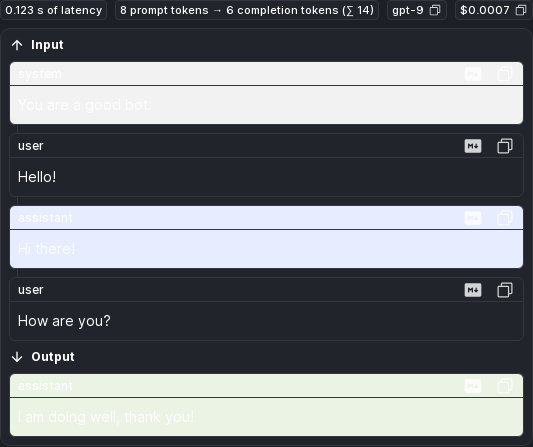 0.123 s of latency 8 prompt tokens → 6 completion tokens (∑ 14) gpt-9 $0.0007
Input
system
You are a good bot.
user
Hello!
assistant
Hi there!
user
How are you?
Output
assistant
I am doing well, thank you!